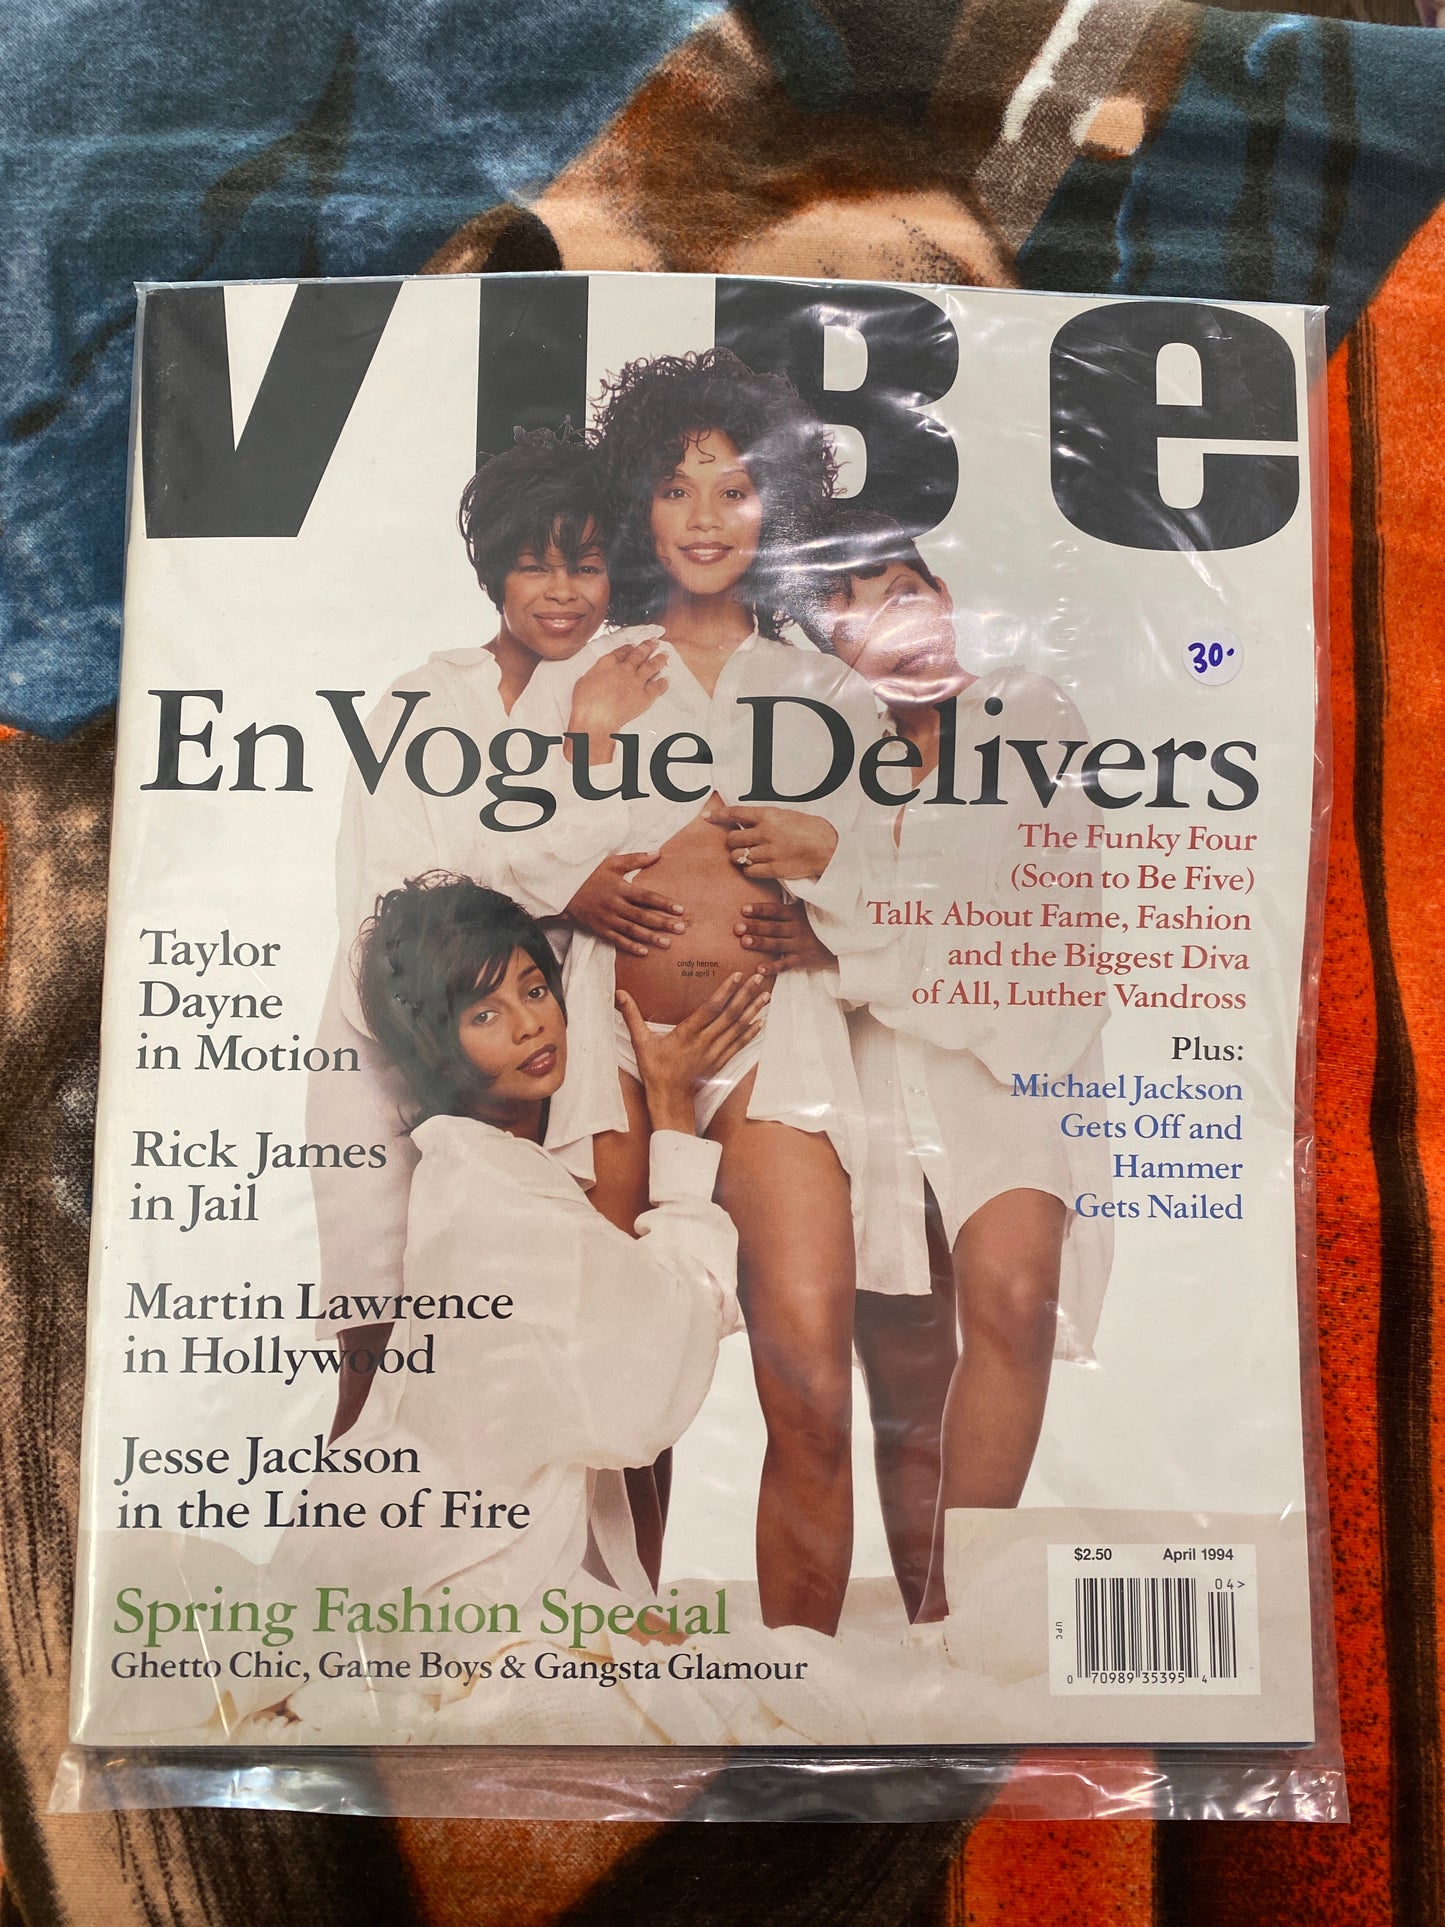 VIBe
30.
En Vogue Delivers
The Funky Four
(Soon to Be Five)
Talk About Fame, Fashion
and the Biggest Diva
of All, Luther Vandross
Plus:
Michael Jackson
Gets Off and
Hammer
Gets Nailed
cindy herron,
due april 1
Taylor
Dayne
in Motion
Rick James
in Jail
Martin Lawrence
in Hollywood
Jesse Jackson
in the Line of Fire
Spring Fashion Special
Ghetto Chic, Game Boys & Gangsta Glamour
$2.50 April 1994
04>
UPC
0 70989 35395 4